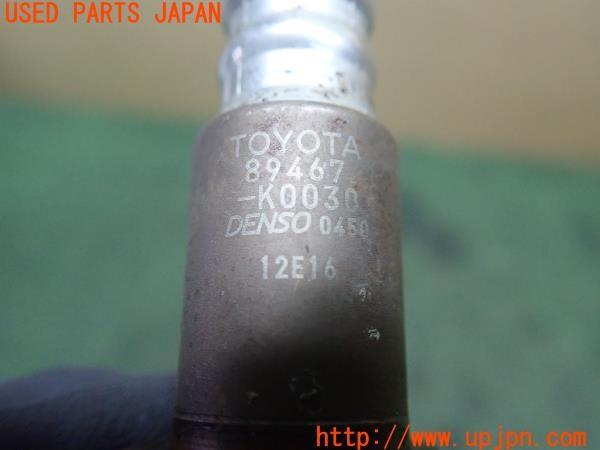 USED PARTS JAPAN
TOYOTA
89467
-K0030
DENSO 0450
12E16
http://www.upjpn.com